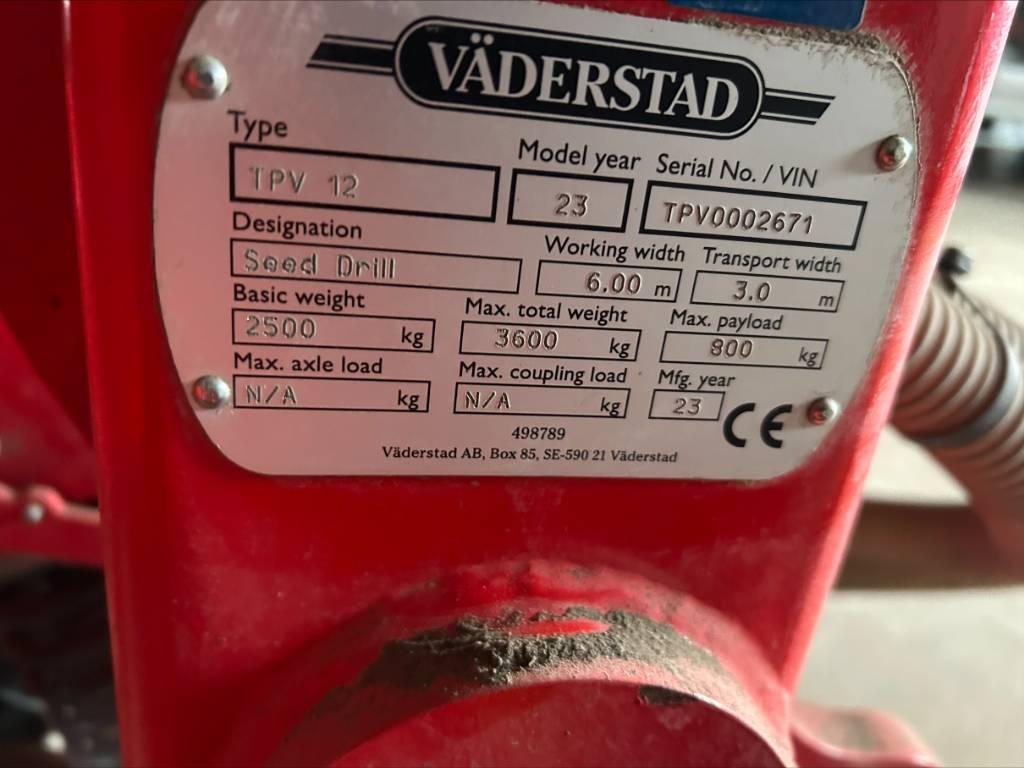 VÄDERSTAD
Type Model year Serial No. / VIN
TPV 12 23 TPV0002671
Designation Working width Transport width
Seed Drill 6.00 m 3.0 m
Basic weight Max. total weight Max. payload
2500 kg 3600 kg 800 kg
Max. axle load Max. coupling load Mfg. year
N/A kg N/A kg 23 CE
498789
Väderstad AB, Box 85, SE-590 21 Väderstad